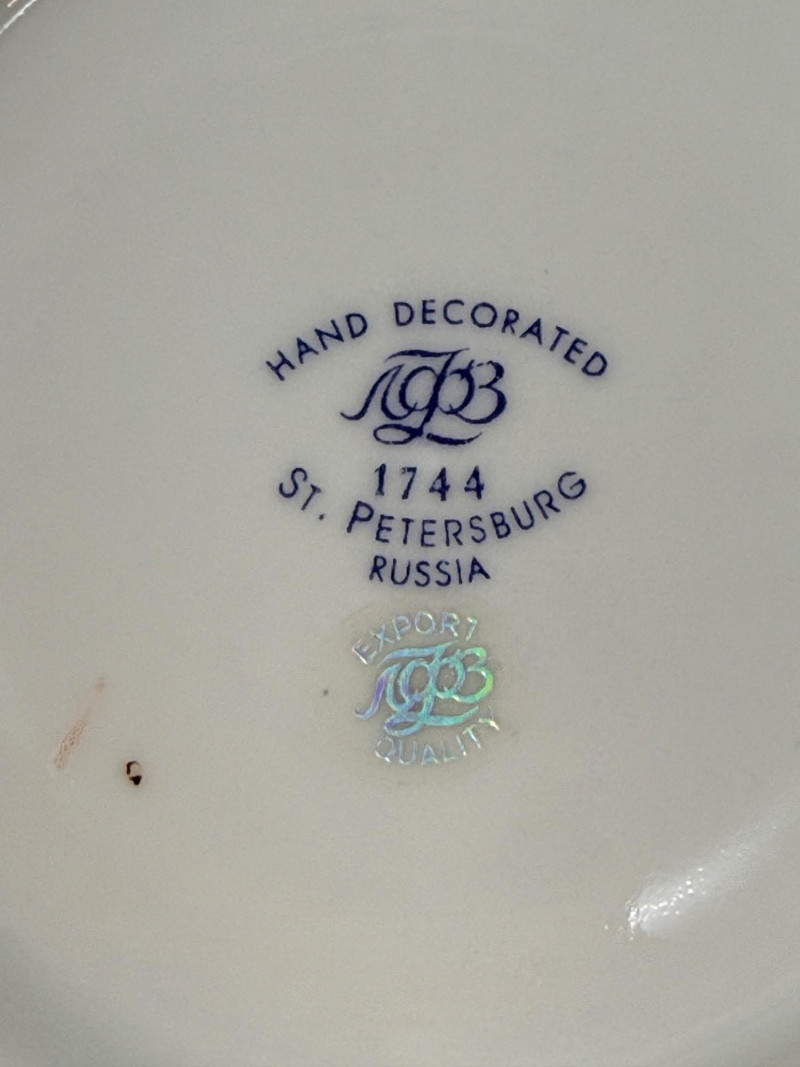 HAND DECORATED
ЛФЗ
1744
ST. PETERSBURG
RUSSIA
EXPORT
ЛФЗ
QUALITY